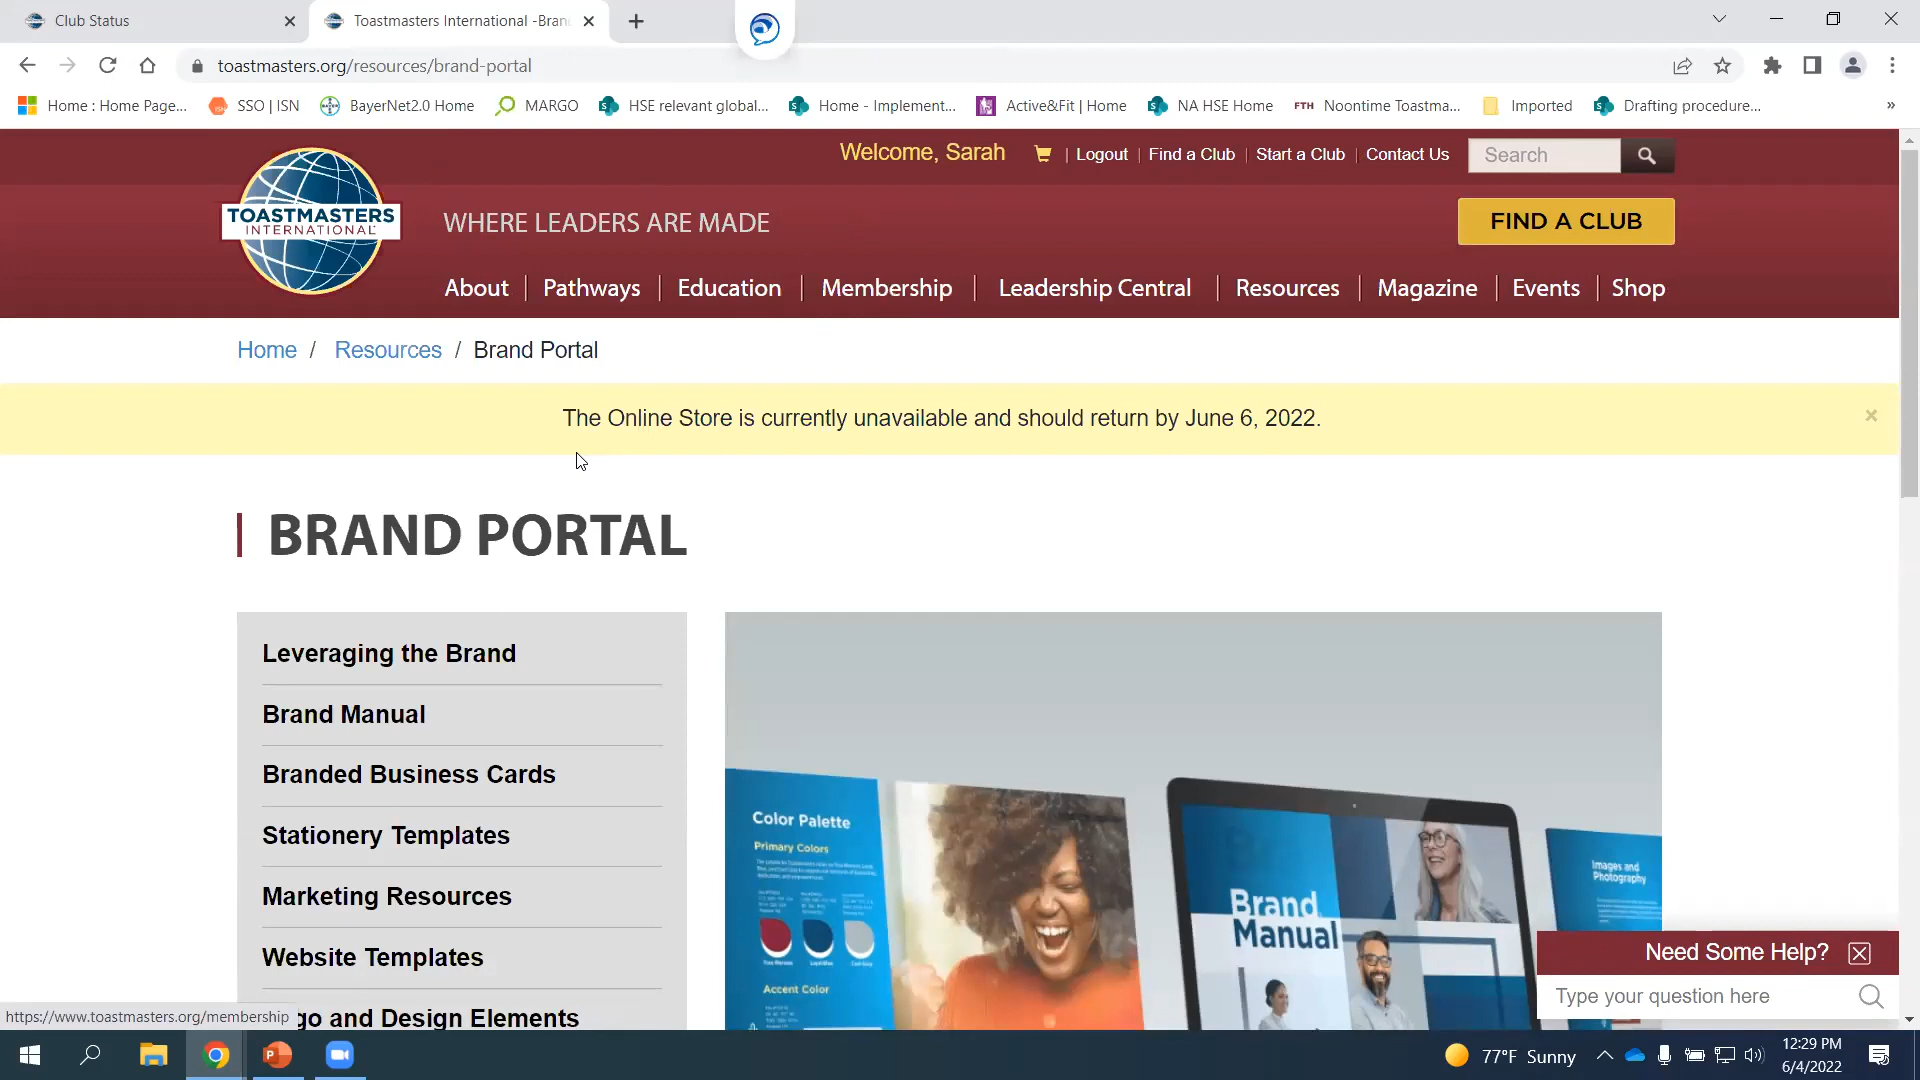 Club Status
Toastmasters International -Bran
toastmasters.org/resources/brand-portal
Home : Home Page...
SSO | ISN
BayerNet2.0 Home
MARGO
HSE relevant global...
Home - Implement...
Active&Fit | Home
NA HSE Home
FTH
Noontime Toastma...
Imported
Drafting procedure...
Welcome, Sarah
| Logout | Find a Club | Start a Club | Contact Us
Search
TOASTMASTERS
INTERNATIONAL
WHERE LEADERS ARE MADE
FIND A CLUB
About | Pathways | Education | Membership | Leadership Central | Resources | Magazine | Events | Shop
Home / Resources / Brand Portal
The Online Store is currently unavailable and should return by June 6, 2022.
×
BRAND PORTAL
Leveraging the Brand
Brand Manual
Branded Business Cards
Stationery Templates
Marketing Resources
Website Templates
go and Design Elements
Color Palette
Primary Colors
Accent Color
Brand
Manual
Images and
Photography
Need Some Help?
Type your question here
https://www.toastmasters.org/membership
77°F Sunny
12:29 PM
6/4/2022